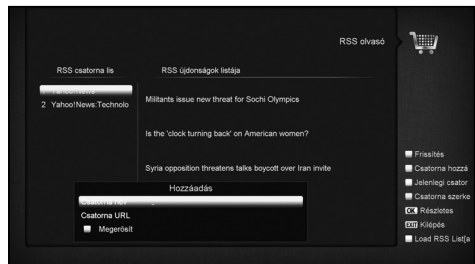 RSS olvasó
RSS csatorna lis
RSS újdonságok listája
2 Yahoo!News:Technolo
Militants issue new threat for Sochi Olympics
Is the 'clock turning back' on American women?
Syria opposition threatens talks boycott over Iran invite
Hozzáadás
Csatorna név
Csatorna URL
Megerősít
Frissítés
Csatorna hozzá
Jelenlegi csator
Csatorna szerke
OK Részletes
EXIT Kilépés
Load RSS List[a